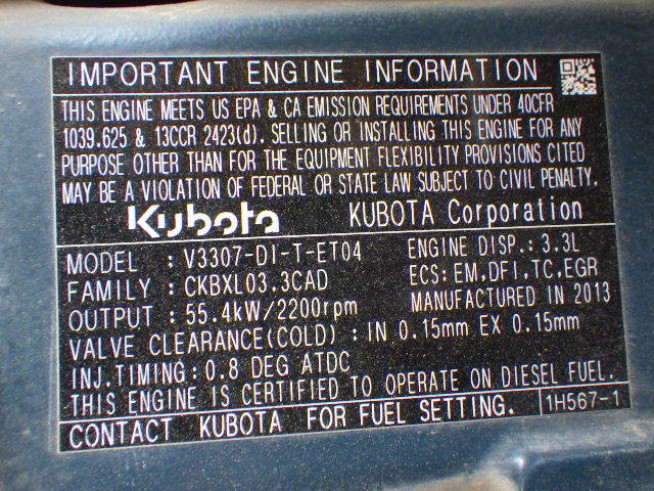 IMPORTANT ENGINE INFORMATION
THIS ENGINE MEETS US EPA & CA EMISSION REQUIREMENTS UNDER 40CFR
1039.625 & 13CCR 2423(d). SELLING OR INSTALLING THIS ENGINE FOR ANY
PURPOSE OTHER THAN FOR THE EQUIPMENT FLEXIBILITY PROVISIONS CITED
MAY BE A VIOLATION OF FEDERAL OR STATE LAW SUBJECT TO CIVIL PENALTY.
Kubota KUBOTA Corporation
MODEL : V3307-DI-T-ET04 ENGINE DISP.: 3.3L
FAMILY : CKBXL03.3CAD ECS: EM.DFI.TC.EGR
OUTPUT : 55.4kW/2200rpm MANUFACTURED IN 2013
VALVE CLEARANCE(COLD) : IN 0.15mm EX 0.15mm
INJ.TIMING: 0.8 DEG ATDC
THIS ENGINE IS CERTIFIED TO OPERATE ON DIESEL FUEL.
CONTACT KUBOTA FOR FUEL SETTING. 1H567-1